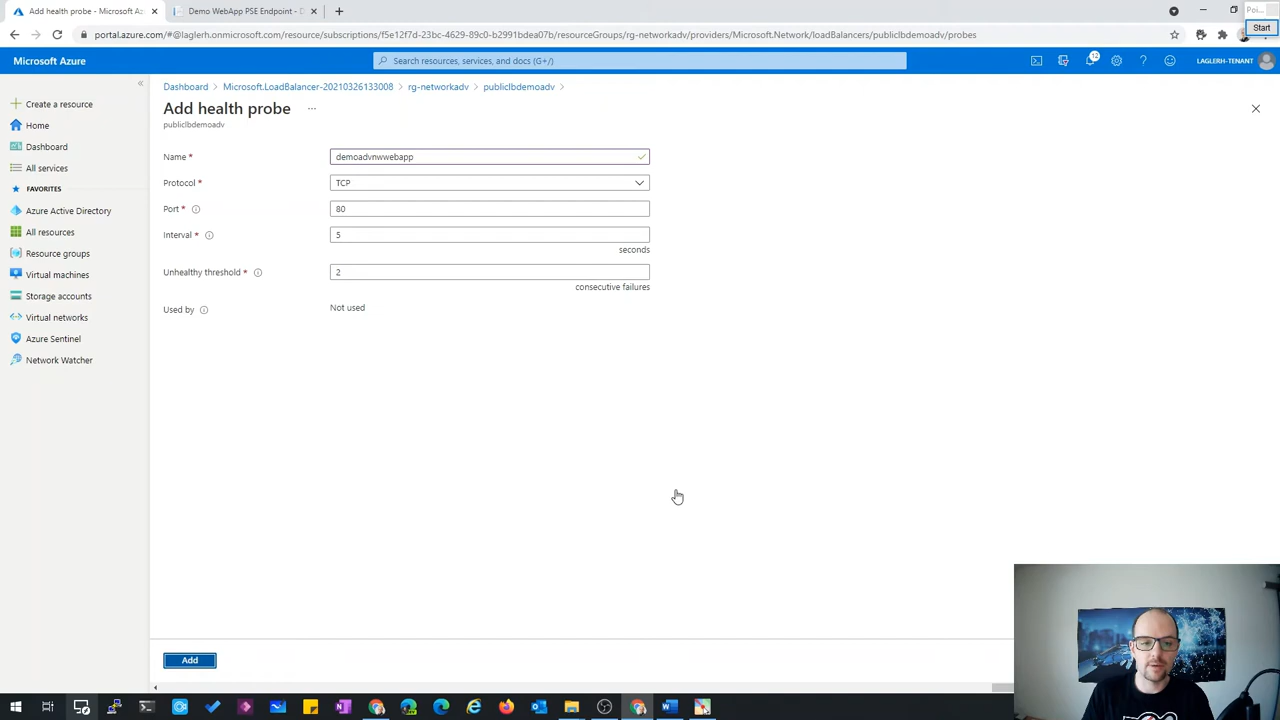 Add health probe - Microsoft Az
Demo WebApp PSE Endpoint - D
Poi...
Start
portal.azure.com/#@laglerh.onmicrosoft.com/resource/subscriptions/f5e12f7d-23bc-4629-89c0-b2991bdea07
sourceGroups/rg-networkadv/providers/Microsoft.Network/loadBalancers/publiclbdemoadv/probes
Microsoft Azure
Search resources, services, and docs (G+/)
12
LAGLERH-TENANT
Create a resource
Home
Dashboard
All services
FAVORITES
Azure Active Directory
All resources
Resource groups
Virtual machines
Storage accounts
Virtual networks
Azure Sentinel
Network Watcher
Dashboard > Microsoft.LoadBalancer-20210326133008 > rg-networkadv > publiclbdemoadv >
Add health probe ...
publiclbdemoadv
Name * demoadvnwwebapp
Protocol * TCP
Port * 80
Interval * 5
seconds
Unhealthy threshold * 2
consecutive failures
Used by Not used
Add